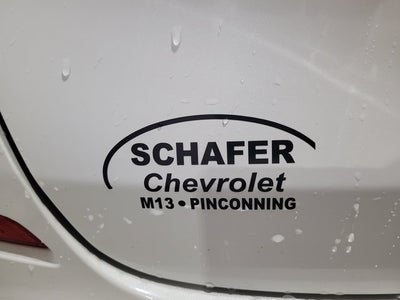 SCHAFER
Chevrolet
M13 • PINCONNING